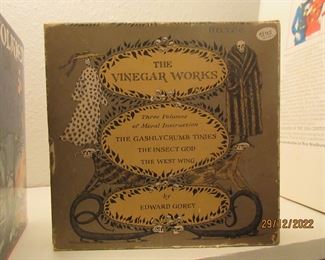 THE
VINEGAR WORKS
Three Volumes
of Moral Instruction
THE GASHLYCRUMB TINIES
THE INSECT GOD
THE WEST WING
by
EDWARD GOREY
29/12/2022